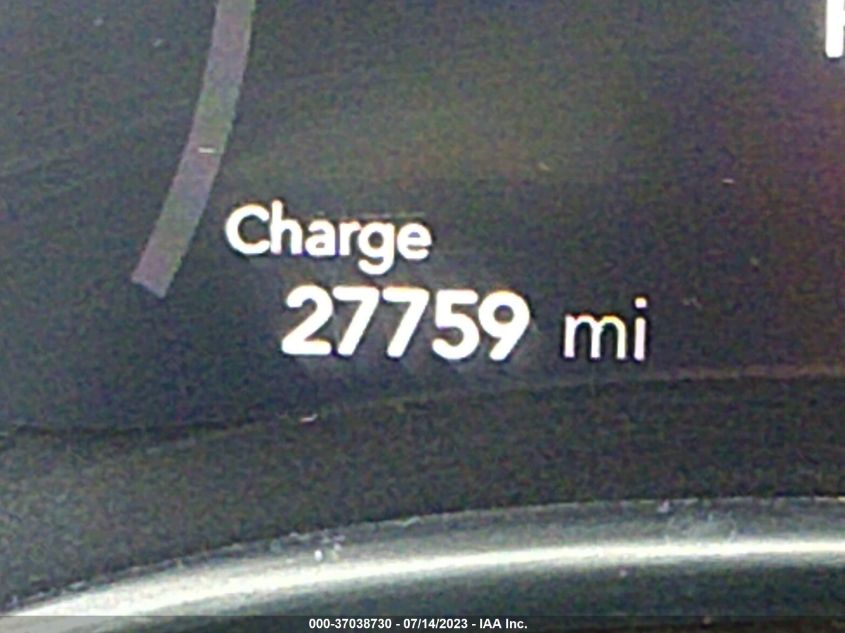 Charge
27759 mi
000-37038730 - 07/14/2023 - IAA Inc.